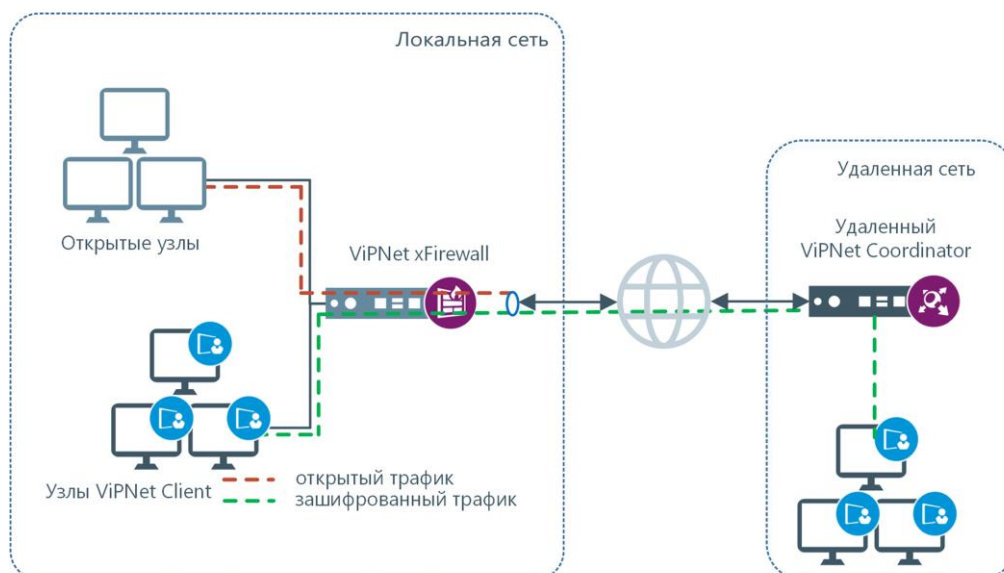 Локальная сеть
Удаленная сеть
Удаленный
ViPNet Coordinator
Открытые узлы
ViPNet xFirewall
Узлы ViPNet Client
открытый трафик
зашифрованный трафик